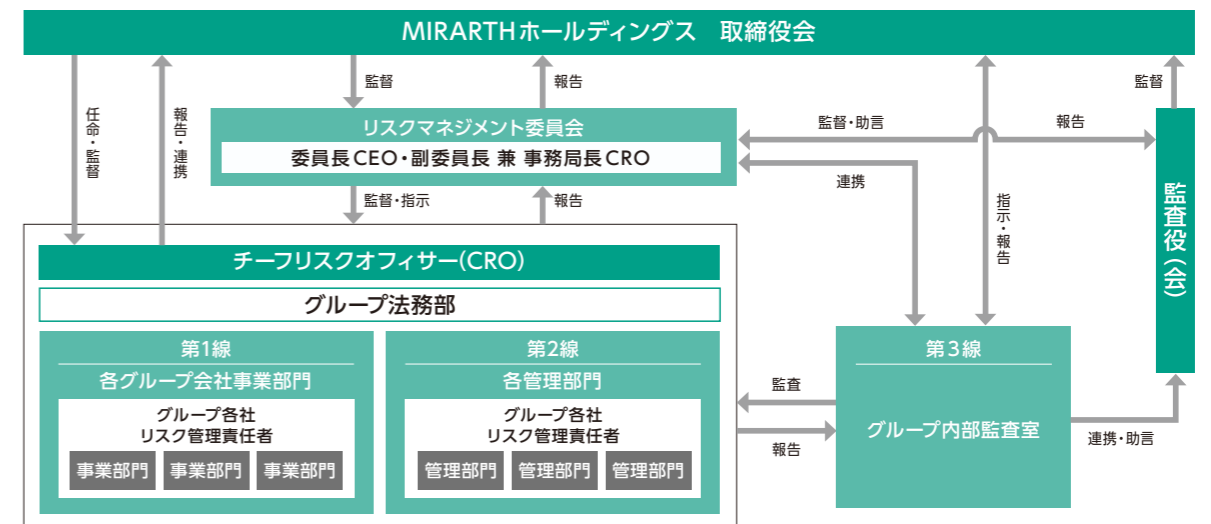 MIRARTHホールディングス　取締役会
任命・監督
報告・連携
監督
報告
監督
リスクマネジメント委員会
委員長CEO・副委員長 兼 事務局長CRO
監督・助言
報告
連携
指示・報告
監査役（会）
監督・指示
報告
チーフリスクオフィサー(CRO)
グループ法務部
第1線
各グループ会社事業部門
グループ各社
リスク管理責任者
事業部門
事業部門
事業部門
第2線
各管理部門
グループ各社
リスク管理責任者
管理部門
管理部門
管理部門
監査
報告
第3線
グループ内部監査室
連携・助言